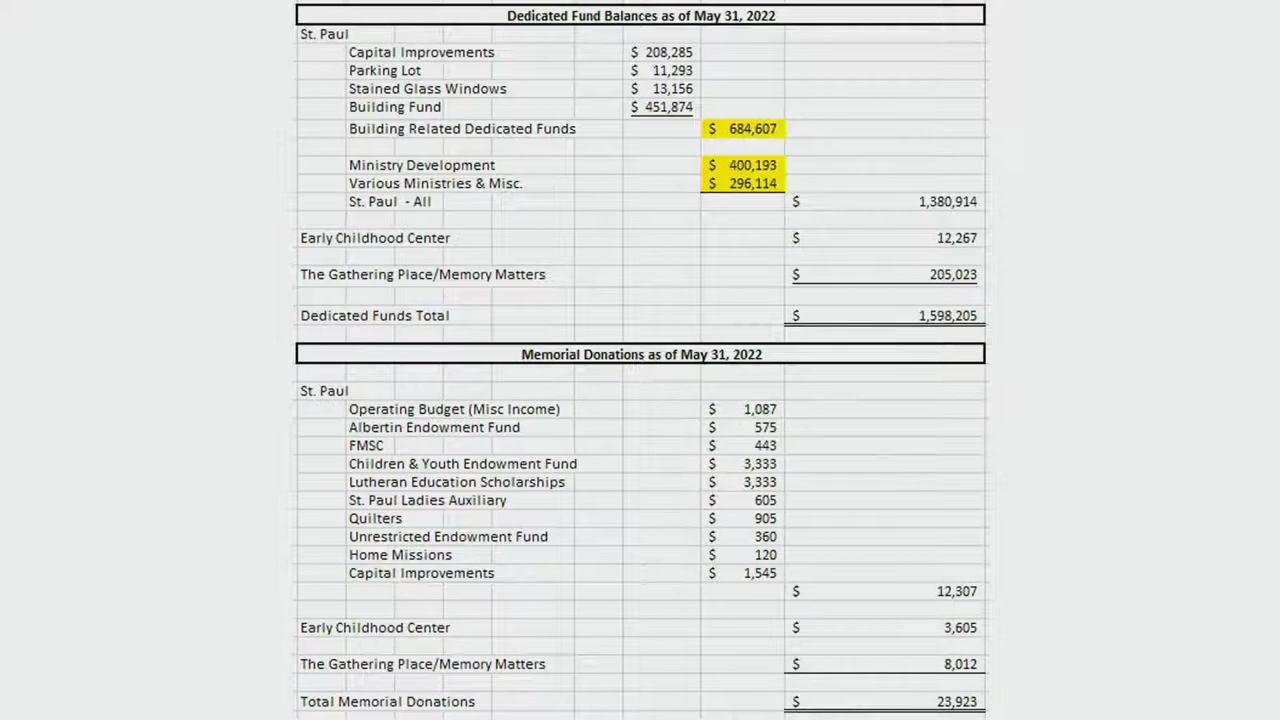 Dedicated Fund Balances as of May 31, 2022
St. Paul
Capital Improvements $ 208,285
Parking Lot $ 11,293
Stained Glass Windows $ 13,156
Building Fund $ 451,874
Building Related Dedicated Funds $ 684,607
Ministry Development $ 400,193
Various Ministries & Misc. $ 296,114
St. Paul - All $ 1,380,914
Early Childhood Center $ 12,267
The Gathering Place/Memory Matters $ 205,023
Dedicated Funds Total $ 1,598,205
Memorial Donations as of May 31, 2022
St. Paul
Operating Budget (Misc Income) $ 1,087
Albertin Endowment Fund $ 575
FMSC $ 443
Children & Youth Endowment Fund $ 3,333
Lutheran Education Scholarships $ 3,333
St. Paul Ladies Auxiliary $ 605
Quilters $ 905
Unrestricted Endowment Fund $ 360
Home Missions $ 120
Capital Improvements $ 1,545
$ 12,307
Early Childhood Center $ 3,605
The Gathering Place/Memory Matters $ 8,012
Total Memorial Donations $ 23,923